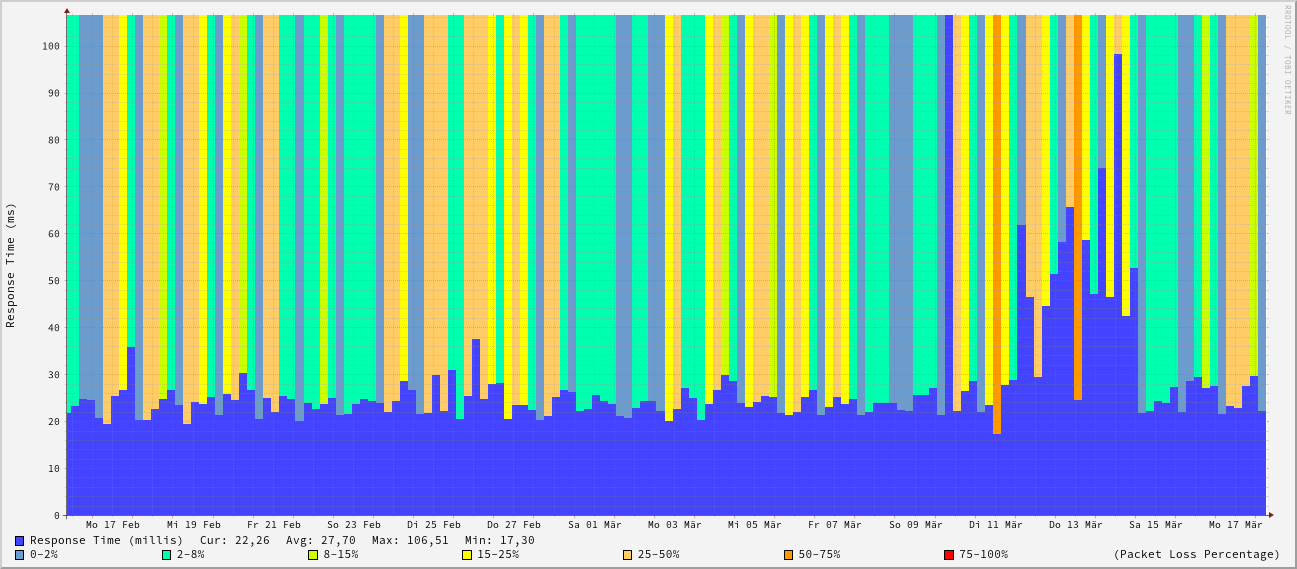 RRDTOOL / TOBI OETIKER
Response Time (ms)
100
90
80
70
60
50
40
30
20
10
0
Mo 17 Feb Mi 19 Feb Fr 21 Feb So 23 Feb Di 25 Feb Do 27 Feb Sa 01 Mär Mo 03 Mär Mi 05 Mär Fr 07 Mär So 09 Mär Di 11 Mär Do 13 Mär Sa 15 Mär Mo 17 Mär
Response Time (millis) Cur: 22,26 Avg: 27,70 Max: 106,51 Min: 17,30
0-2% 2-8% 8-15% 15-25% 25-50% 50-75% 75-100% (Packet Loss Percentage)